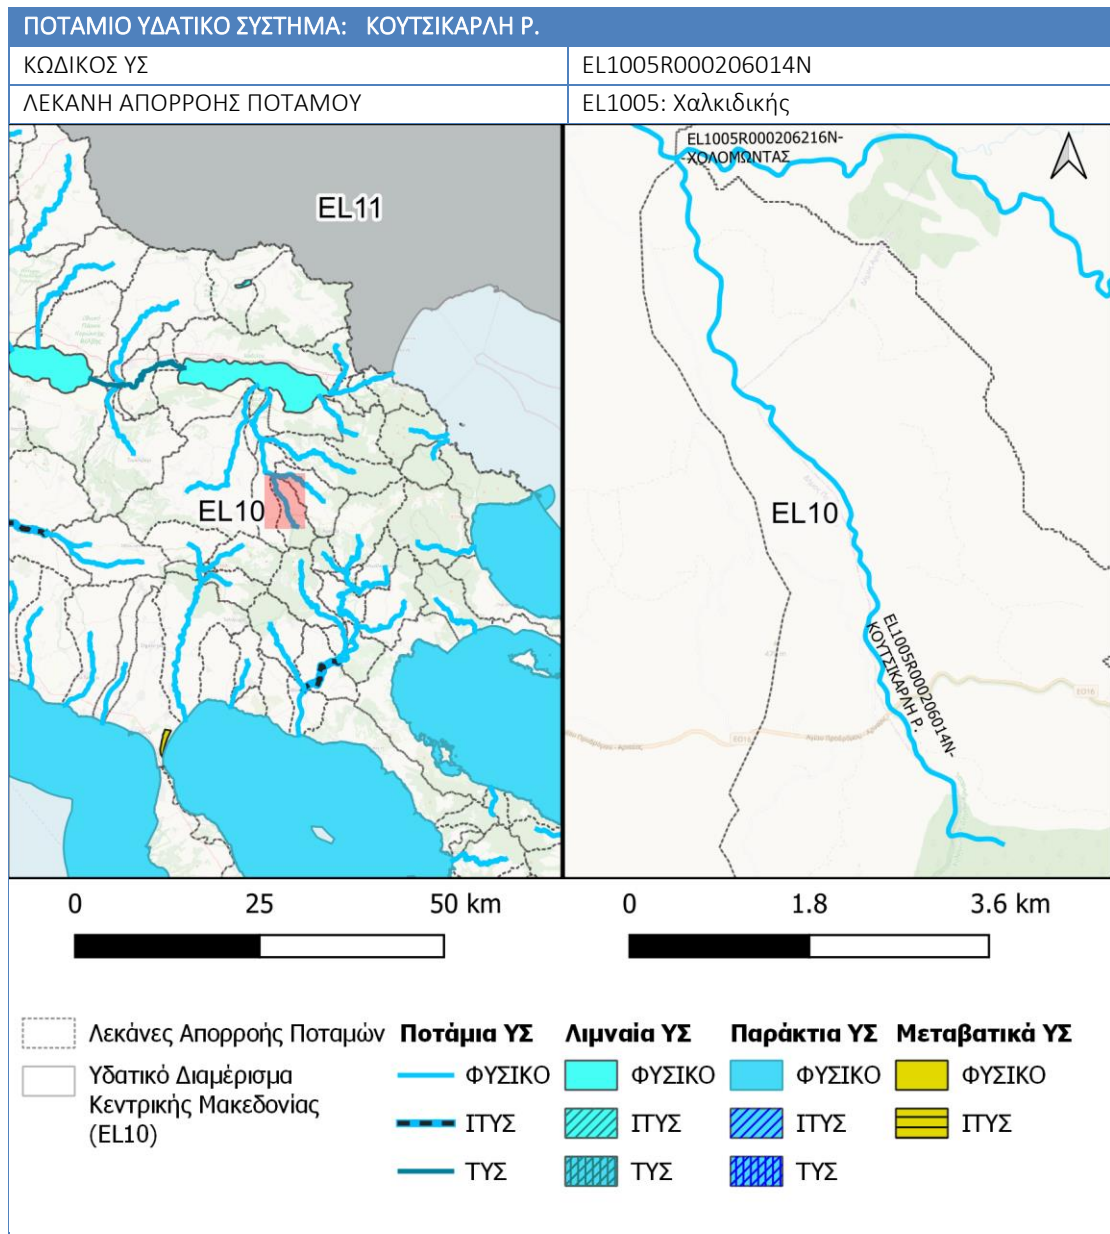 ΠΟΤΑΜΙΟ ΥΔΑΤΙΚΟ ΣΥΣΤΗΜΑ: ΚΟΥΤΣΙΚΑΡΛΗ Ρ.
ΚΩΔΙΚΟΣ ΥΣ EL1005R000206014N
ΛΕΚΑΝΗ ΑΠΟΡΡΟΗΣ ΠΟΤΑΜΟΥ EL1005: Χαλκιδικής
EL11
EL10
EL1005R000206216N-
ΧΟΛΟΜΩΝΤΑΣ
EL10
EL1005R000206014N-
ΚΟΥΤΣΙΚΑΡΛΗ Ρ.
EO16
EO16
0 25 50 km
0 1.8 3.6 km
Λεκάνες Απορροής Ποταμών
Υδατικό Διαμέρισμα
Κεντρικής Μακεδονίας
(EL10)
Ποτάμια ΥΣ
ΦΥΣΙΚΟ
ΙΤΥΣ
ΤΥΣ
Λιμναία ΥΣ
ΦΥΣΙΚΟ
ΙΤΥΣ
ΤΥΣ
Παράκτια ΥΣ
ΦΥΣΙΚΟ
ΙΤΥΣ
ΤΥΣ
Μεταβατικά ΥΣ
ΦΥΣΙΚΟ
ΙΤΥΣ